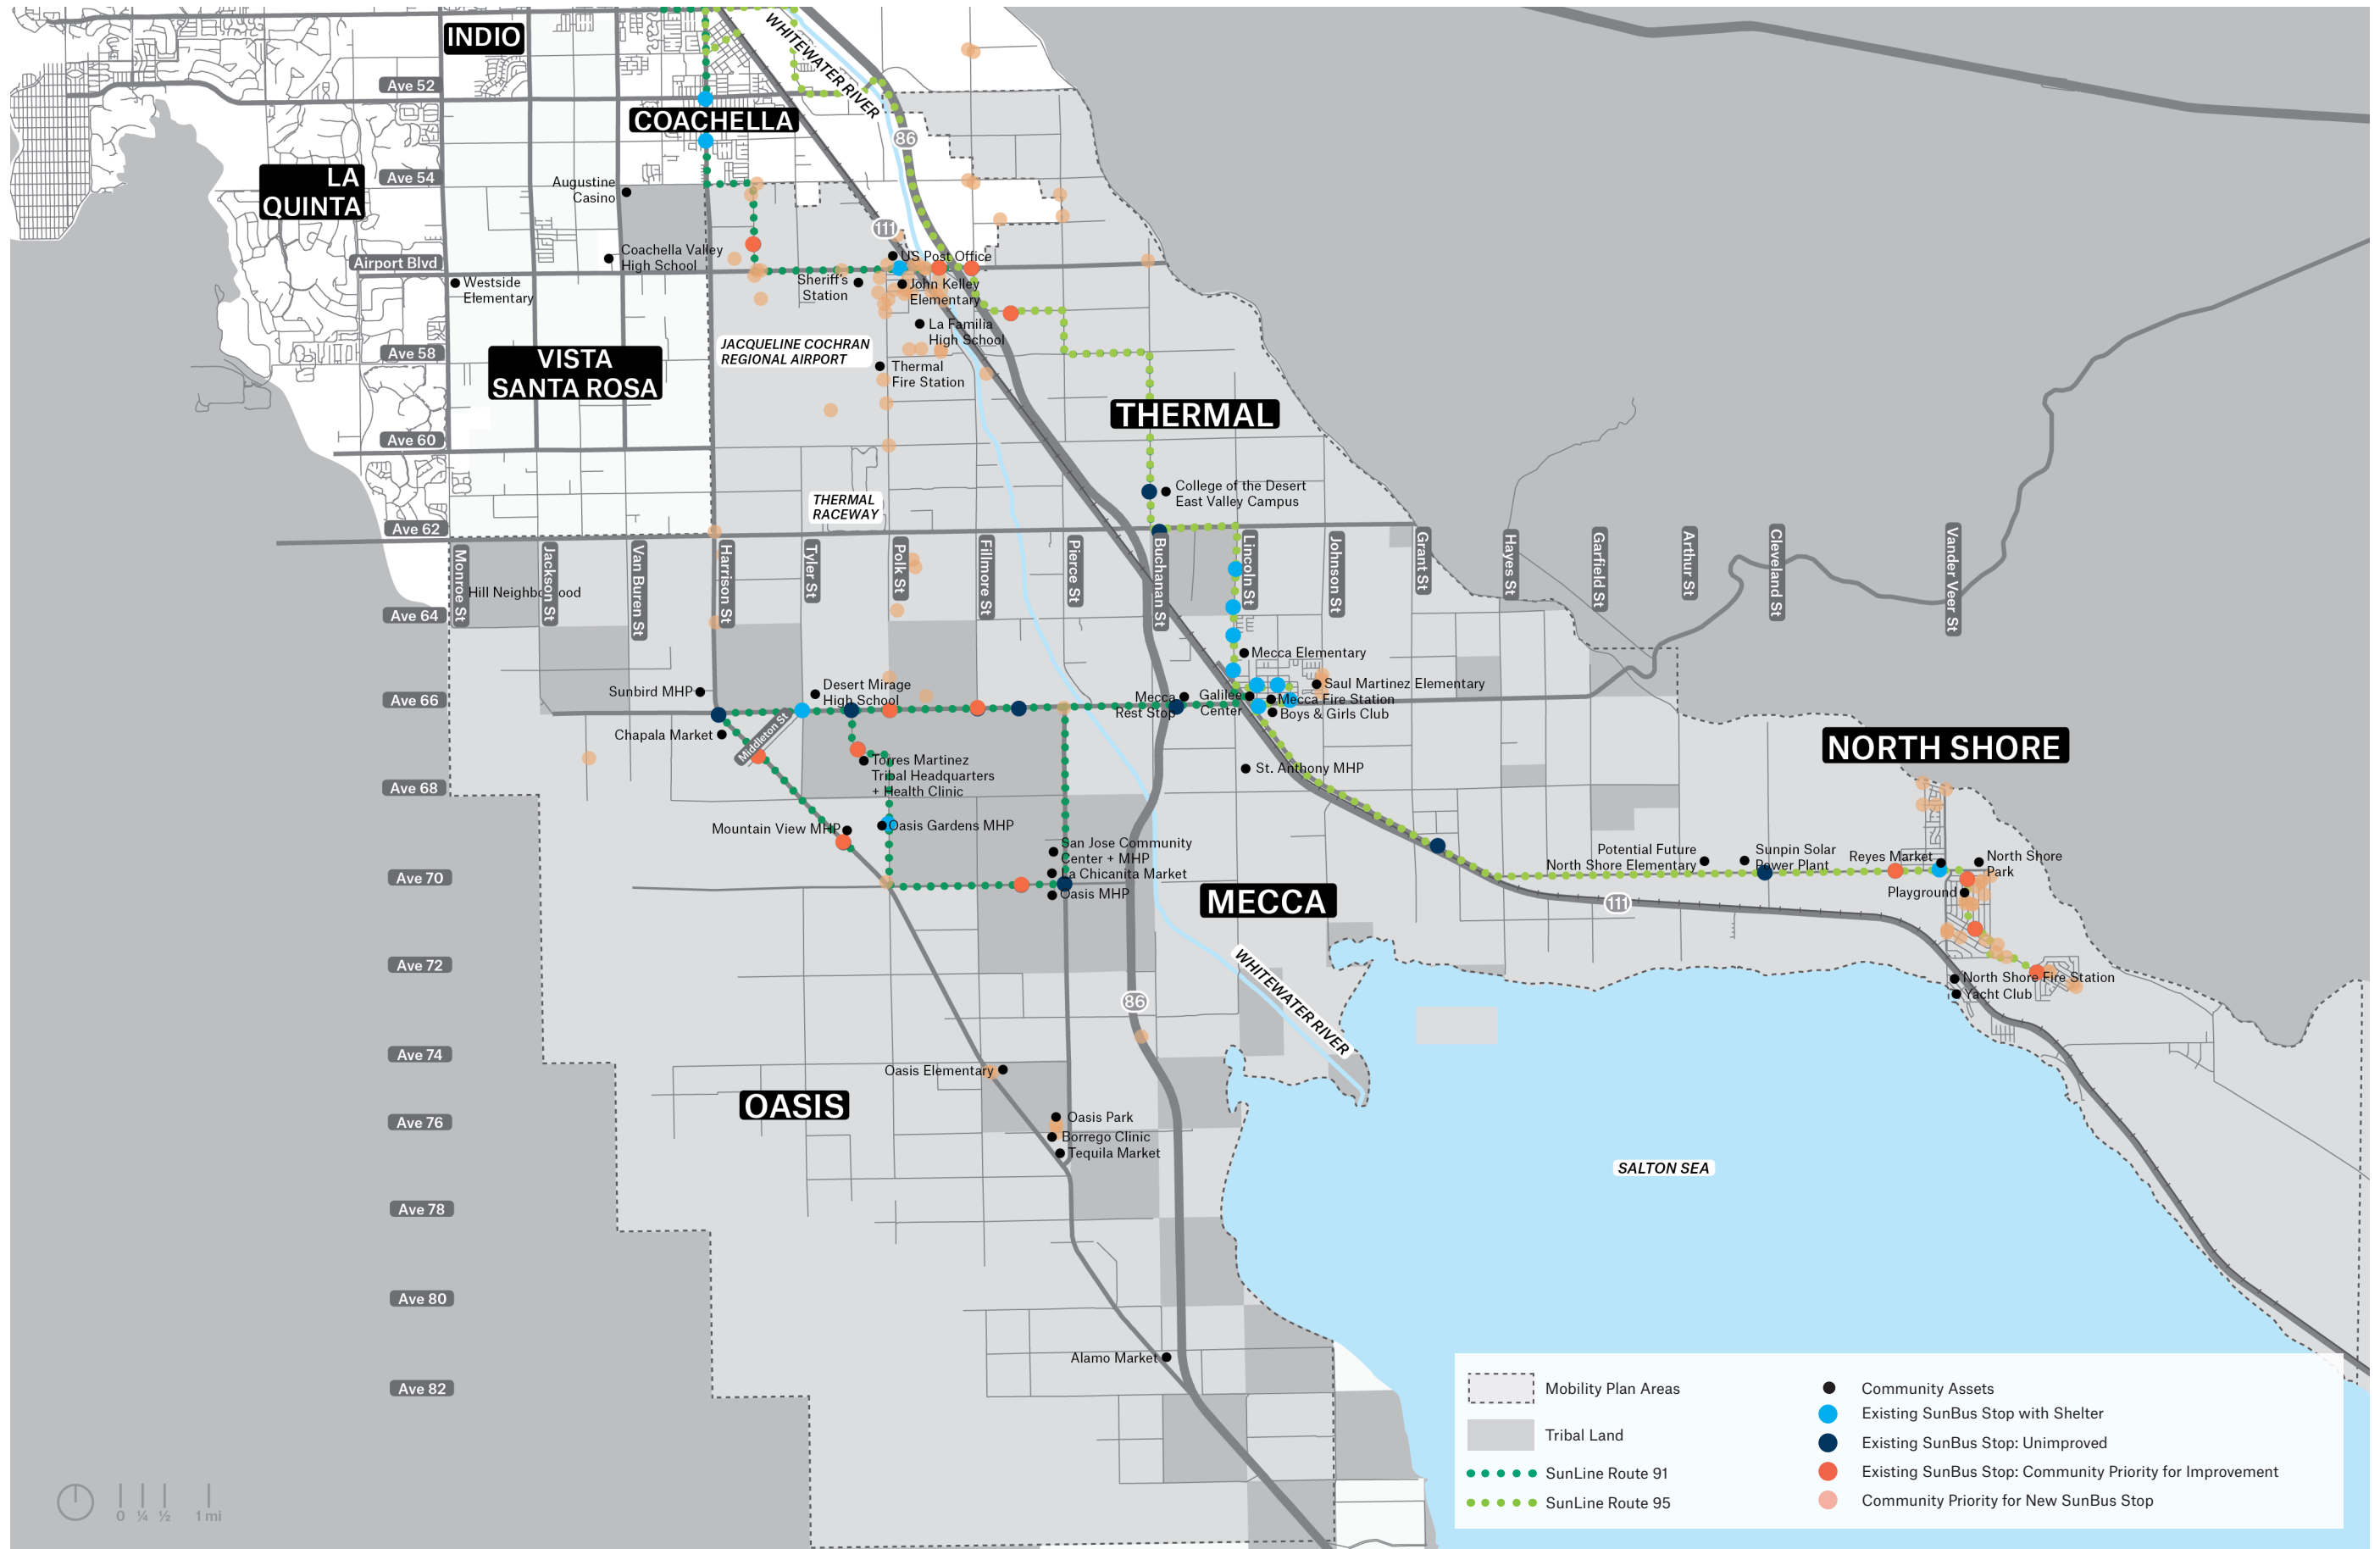 INDIO
WHITEWATER RIVER
Ave 52
COACHELLA
86
LA
QUINTA
Ave 54
Augustine
Casino
111
Coachella Valley
High School
US Post Office
Airport Blvd
Westside
Elementary
Sheriff's
Station
John Kelley
Elementary
La Familia
High School
JACQUELINE COCHRAN
REGIONAL AIRPORT
Ave 58
VISTA
SANTA ROSA
Thermal
Fire Station
THERMAL
Ave 60
College of the Desert
East Valley Campus
THERMAL
RACEWAY
Ave 62
Monroe St
Jackson St
Van Buren St
Harrison St
Tyler St
Polk St
Fillmore St
Pierce St
Buchanan St
Lincoln St
Johnson St
Grant St
Hayes St
Garfield St
Arthur St
Cleveland St
Vander Veer St
Hill Neighborhood
Ave 64
Mecca Elementary
Sunbird MHP
Desert Mirage
High School
Saul Martinez Elementary
Ave 66
Mecca
Rest Stop
Galilee
Center
Mecca Fire Station
Boys & Girls Club
Chapala Market
Middleton St
NORTH SHORE
Torres Martinez
Tribal Headquarters
+ Health Clinic
St. Anthony MHP
Ave 68
Mountain View MHP
Oasis Gardens MHP
San Jose Community
Center + MHP
La Chicanita Market
Oasis MHP
Potential Future
North Shore Elementary
Sunpin Solar
Power Plant
Reyes Market
North Shore
Park
Ave 70
MECCA
111
Playground
Ave 72
WHITEWATER RIVER
North Shore Fire Station
Yacht Club
86
Ave 74
Oasis Elementary
OASIS
Ave 76
Oasis Park
Borrego Clinic
Tequila Market
SALTON SEA
Ave 78
Ave 80
Alamo Market
Ave 82
Mobility Plan Areas
Tribal Land
SunLine Route 91
SunLine Route 95
Community Assets
Existing SunBus Stop with Shelter
Existing SunBus Stop: Unimproved
Existing SunBus Stop: Community Priority for Improvement
Community Priority for New SunBus Stop
0 ¼ ½ 1 mi